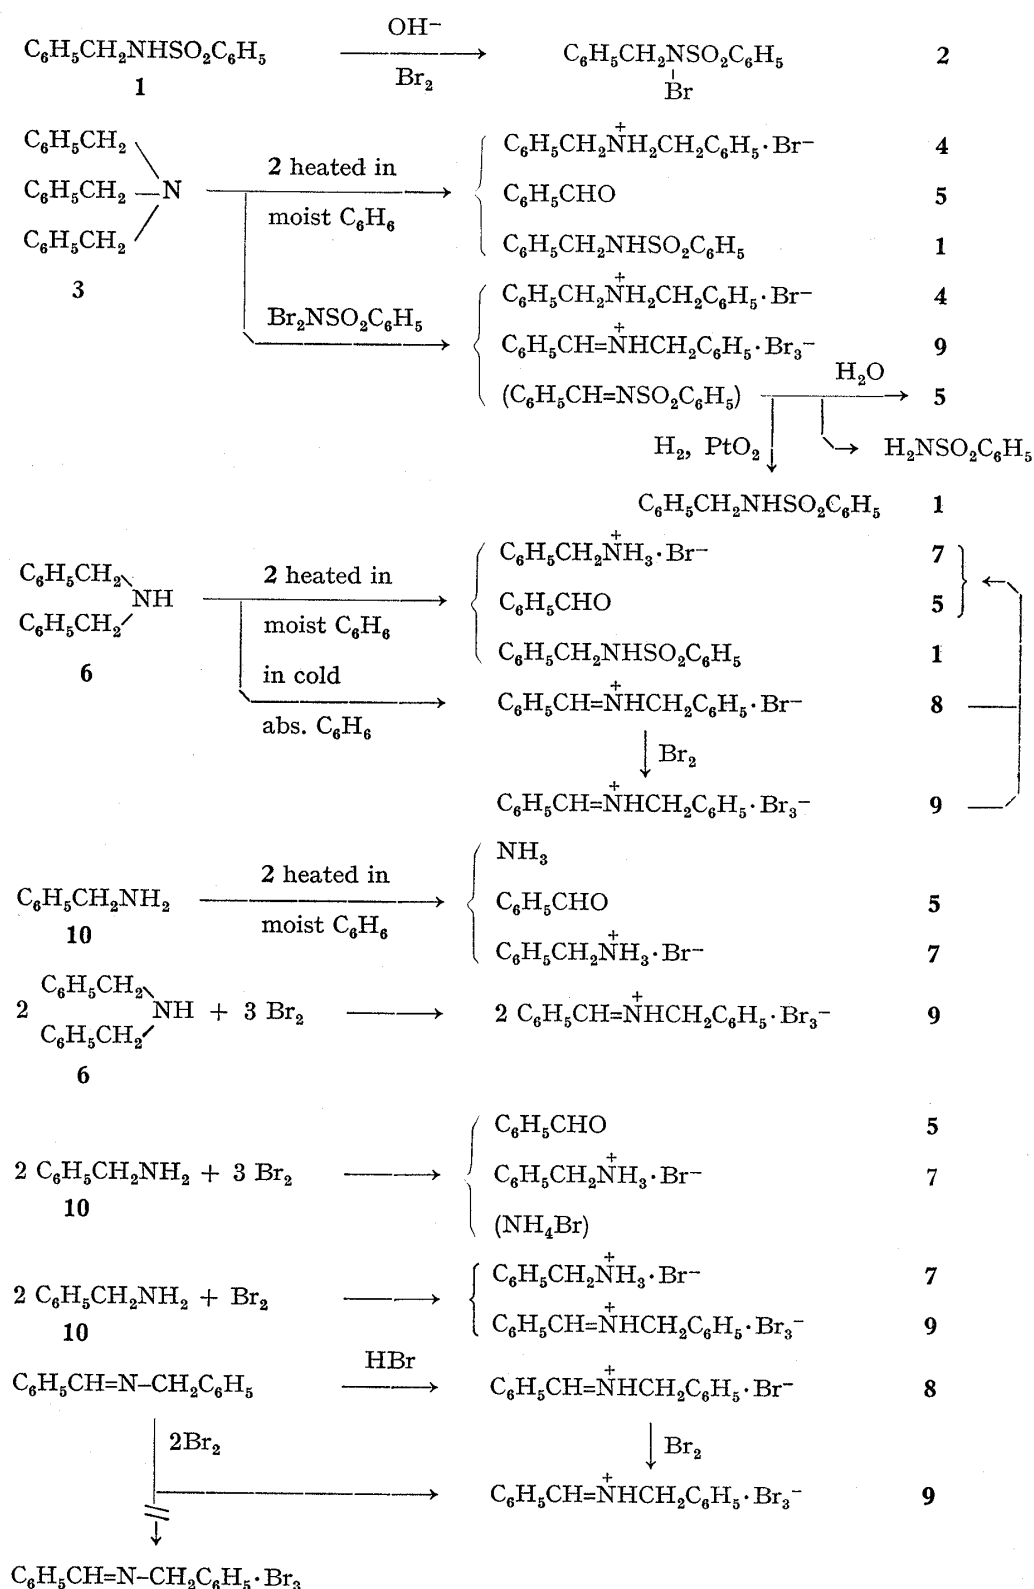 C₆H₅CH₂NHSO₂C₆H₅ OH⁻ Br₂ C₆H₅CH₂NSO₂C₆H₅ 2
1 Br
C₆H₅CH₂ C₆H₅CH₂N⁺H₂CH₂C₆H₅·Br⁻ 4
C₆H₅CH₂—N 2 heated in moist C₆H₆ C₆H₅CHO 5
C₆H₅CH₂ C₆H₅CH₂NHSO₂C₆H₅ 1
3 C₆H₅CH₂N⁺H₂CH₂C₆H₅·Br⁻ 4
Br₂NSO₂C₆H₅ C₆H₅CH=N⁺HCH₂C₆H₅·Br₃⁻ 9
(C₆H₅CH=NSO₂C₆H₅) H₂O 5
H₂, PtO₂ H₂NSO₂C₆H₅
C₆H₅CH₂NHSO₂C₆H₅ 1
C₆H₅CH₂N⁺H₃·Br⁻ 7
C₆H₅CH₂ 2 heated in
NH C₆H₅CHO 5
C₆H₅CH₂ moist C₆H₆
6 C₆H₅CH₂NHSO₂C₆H₅ 1
in cold
abs. C₆H₆ C₆H₅CH=N⁺HCH₂C₆H₅·Br⁻ 8
Br₂
C₆H₅CH=N⁺HCH₂C₆H₅·Br₃⁻ 9
NH₃
C₆H₅CH₂NH₂ 2 heated in moist C₆H₆ C₆H₅CHO 5
10 C₆H₅CH₂N⁺H₃·Br⁻ 7
C₆H₅CH₂
2 NH + 3 Br₂ 2 C₆H₅CH=N⁺HCH₂C₆H₅·Br₃⁻ 9
C₆H₅CH₂
6
C₆H₅CHO 5
2 C₆H₅CH₂NH₂ + 3 Br₂ C₆H₅CH₂N⁺H₃·Br⁻ 7
10 (NH₄Br)
C₆H₅CH₂N⁺H₃·Br⁻ 7
2 C₆H₅CH₂NH₂ + Br₂
10 C₆H₅CH=N⁺HCH₂C₆H₅·Br₃⁻ 9
C₆H₅CH=N–CH₂C₆H₅ HBr C₆H₅CH=N⁺HCH₂C₆H₅·Br⁻ 8
2Br₂ Br₂
C₆H₅CH=N⁺HCH₂C₆H₅·Br₃⁻ 9
C₆H₅CH=N–CH₂C₆H₅·Br₃